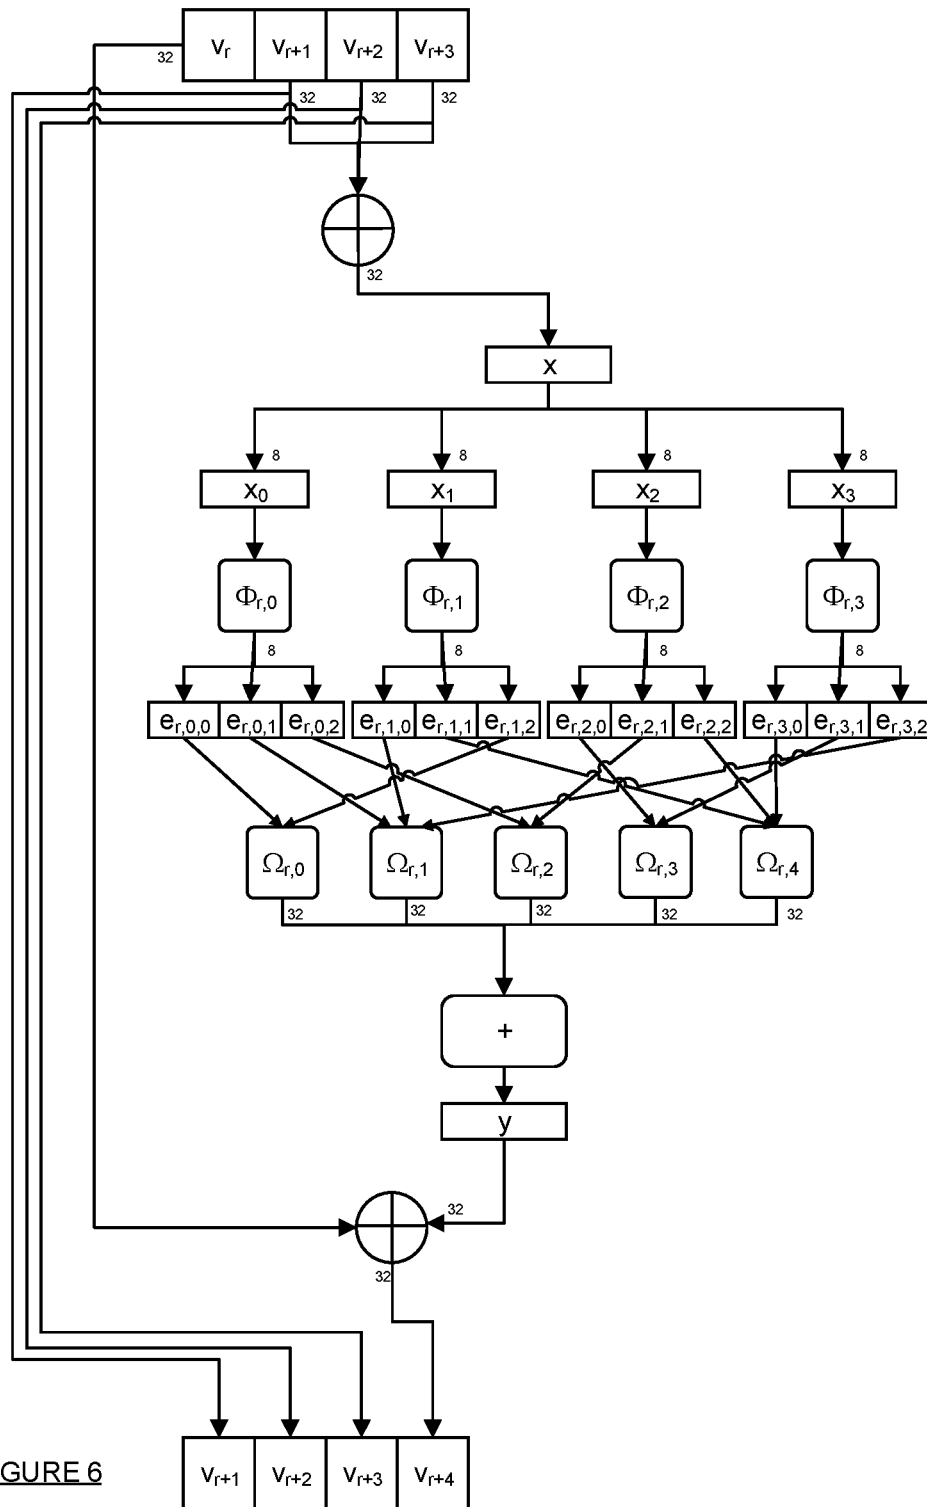 32 vᵣ vᵣ₊₁ vᵣ₊₂ vᵣ₊₃
32 32 32
32
x
8 8 8 8
x₀ x₁ x₂ x₃
Φr,0 Φr,1 Φr,2 Φr,3
8 8 8 8
er,0,0 er,0,1 er,0,2 er,1,0 er,1,1 er,1,2 er,2,0 er,2,1 er,2,2 er,3,0 er,3,1 er,3,2
Ωr,0 Ωr,1 Ωr,2 Ωr,3 Ωr,4
32 32 32 32 32
+
y
32
32
GURE 6 vᵣ₊₁ vᵣ₊₂ vᵣ₊₃ vᵣ₊₄